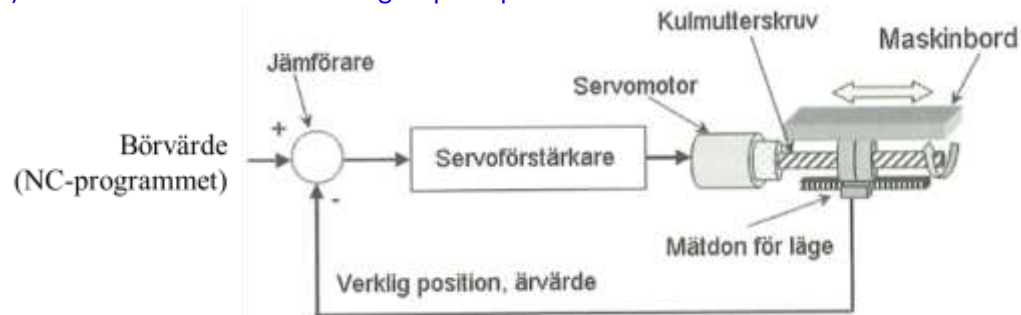 Kulmutterskruv
Maskinbord
Jämförare
Servomotor
+
Börvärde
(NC-programmet)
Servoförstärkare
-
Mätdon för läge
Verklig position, ärvärde